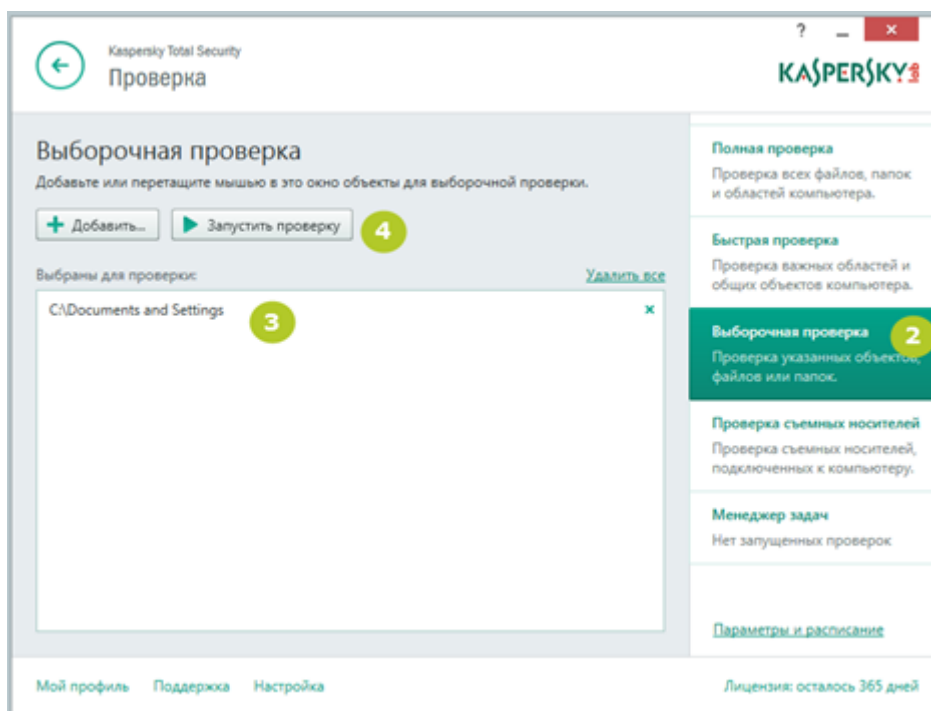 Kaspersky Total Security
Проверка
? _ ×
KASPERSKY lab
Выборочная проверка
Добавьте или перетащите мышью в это окно объекты для выборочной проверки.
+ Добавить...
Запустить проверку
4
Выбраны для проверки:
Удалить все
C:\Documents and Settings
3
×
Полная проверка
Проверка всех файлов, папок
и областей компьютера.
Быстрая проверка
Проверка важных областей и
общих объектов компьютера.
Выборочная проверка
2
Проверка указанных объектов,
файлов или папок.
Проверка съемных носителей
Проверка съемных носителей,
подключенных к компьютеру.
Менеджер задач
Нет запущенных проверок
Параметры и расписание
Мой профиль
Поддержка
Настройка
Лицензия: осталось 365 дней